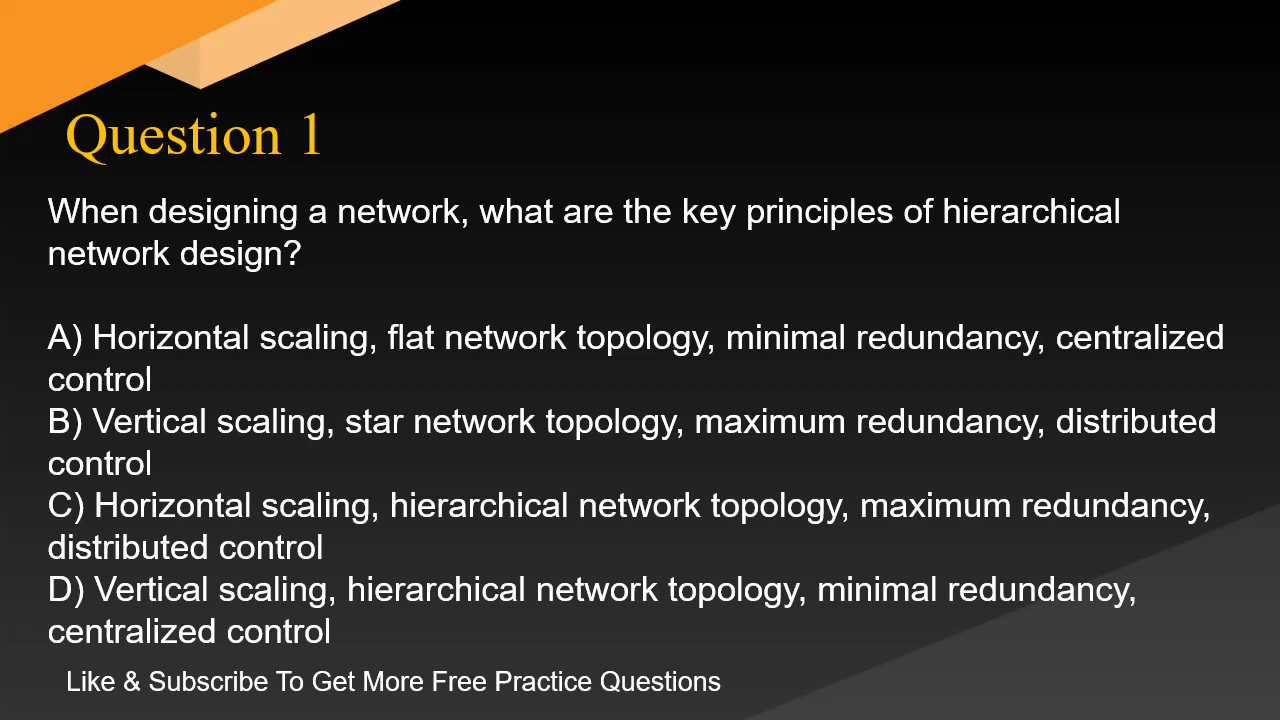 Question 1
When designing a network, what are the key principles of hierarchical
network design?
A) Horizontal scaling, flat network topology, minimal redundancy, centralized
control
B) Vertical scaling, star network topology, maximum redundancy, distributed
control
C) Horizontal scaling, hierarchical network topology, maximum redundancy,
distributed control
D) Vertical scaling, hierarchical network topology, minimal redundancy,
centralized control
Like & Subscribe To Get More Free Practice Questions